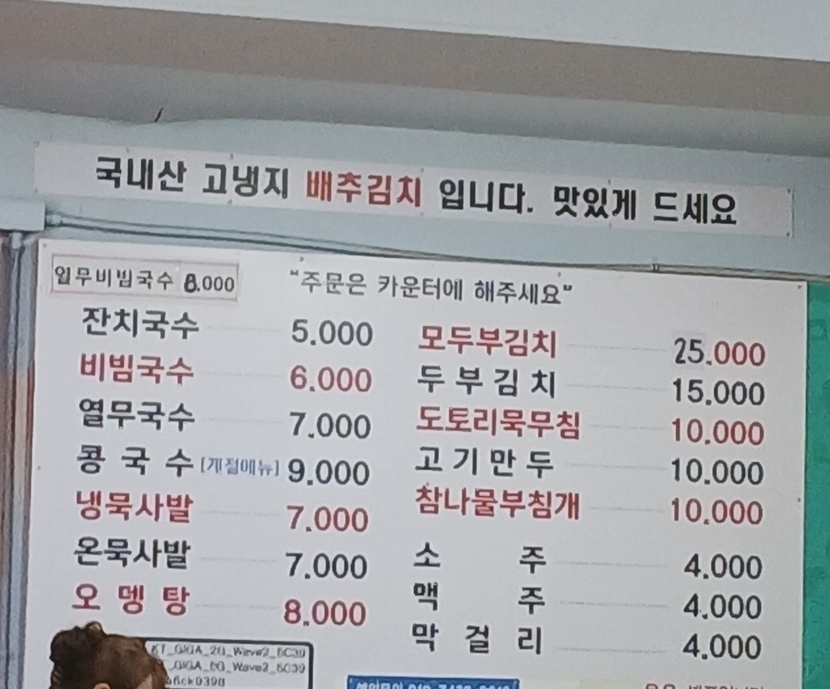 국내산 고냉지 배추김치 입니다. 맛있게 드세요
열무비빔국수 8.000
"주문은 카운터에 해주세요"
잔치국수 5.000
비빔국수 6.000
열무국수 7.000
콩국수 [계절메뉴] 9.000
냉묵사발 7.000
온묵사발 7.000
오뎅탕 8.000
모두부김치 25.000
두부김치 15.000
도토리묵무침 10.000
고기만두 10.000
참나물부침개 10.000
소주 4.000
맥주 4.000
막걸리 4.000